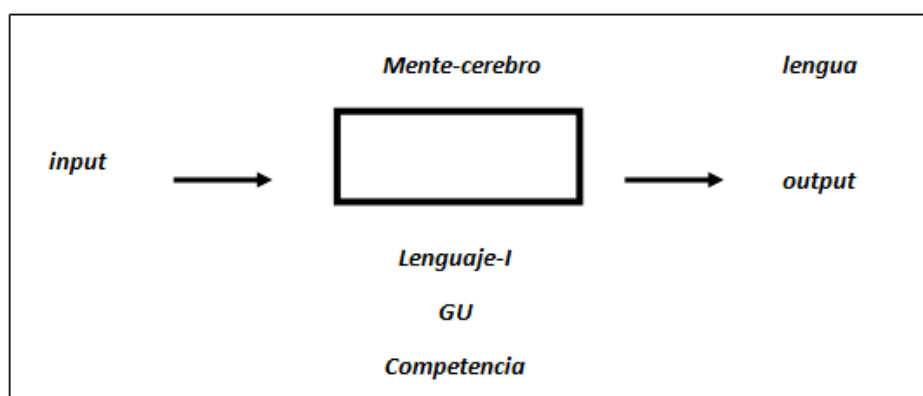 Mente-cerebro
lengua
input
output
Lenguaje-I
GU
Competencia